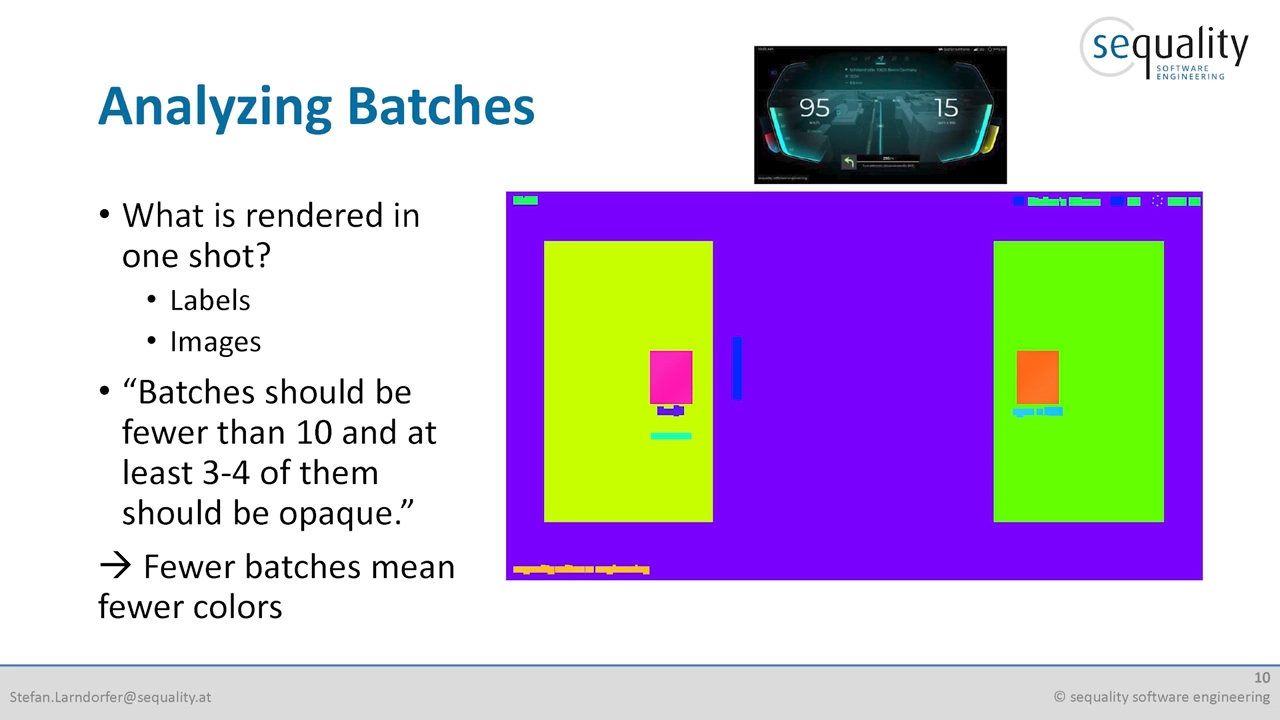 sequality
SOFTWARE
ENGINEERING
Analyzing Batches
95
15
• What is rendered in
one shot?
• Labels
• Images
• “Batches should be
fewer than 10 and at
least 3-4 of them
should be opaque.”
→ Fewer batches mean
fewer colors
10
Stefan.Larndorfer@sequality.at
© sequality software engineering